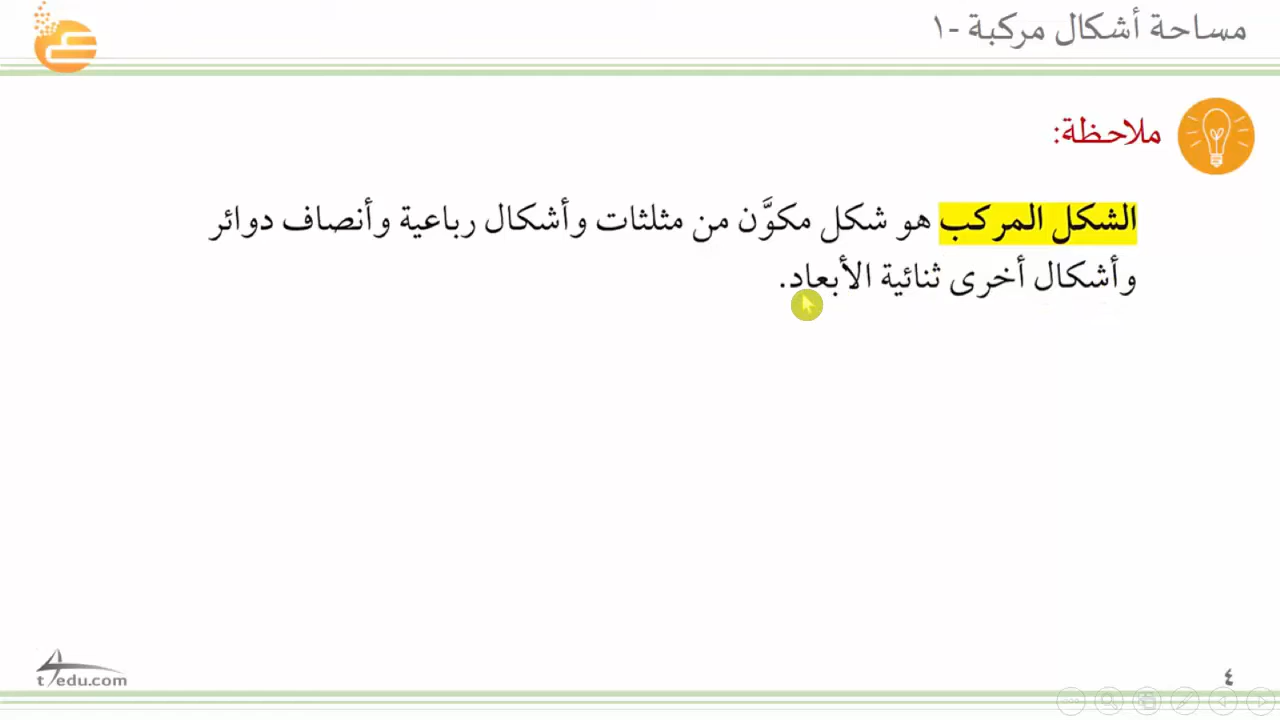 مساحة أشكال مركبة -١
ملاحظة:
الشكل المركب هو شكل مكوَّن من مثلثات وأشكال رباعية وأنصاف دوائر
وأشكال أخرى ثنائية الأبعاد.
t4edu.com
٤